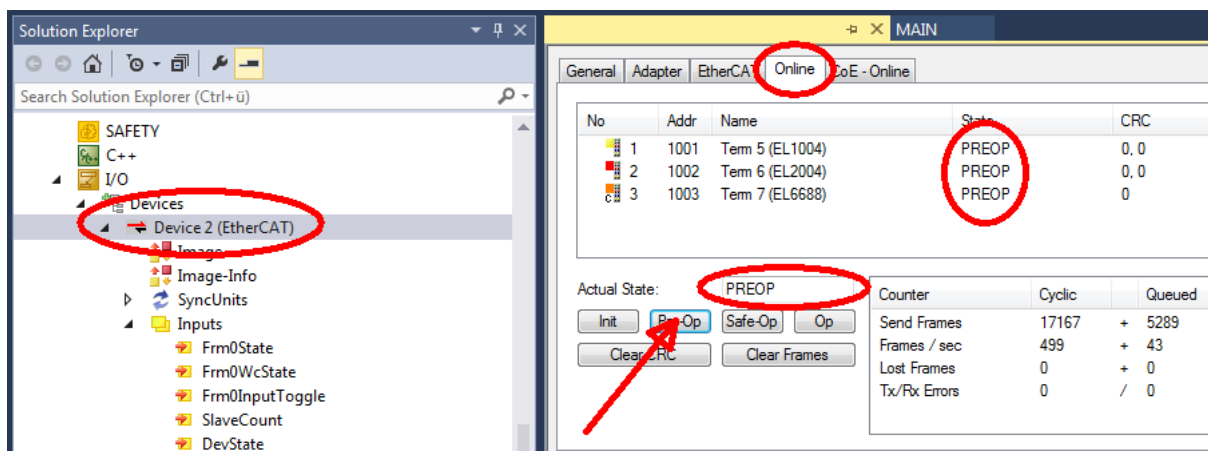 Solution Explorer
Search Solution Explorer (Ctrl+ü)
SAFETY
C++
I/O
Devices
Device 2 (EtherCAT)
Image
Image-Info
SyncUnits
Inputs
Frm0State
Frm0WcState
Frm0InputToggle
SlaveCount
DevState
MAIN
General Adapter EtherCAT Online CoE - Online
No Addr Name State CRC
1 1001 Term 5 (EL1004) PREOP 0, 0
2 1002 Term 6 (EL2004) PREOP 0, 0
3 1003 Term 7 (EL6688) PREOP 0
Actual State: PREOP
Init Pre-Op Safe-Op Op
Clear CRC Clear Frames
Counter Cyclic Queued
Send Frames 17167 + 5289
Frames / sec 499 + 43
Lost Frames 0 + 0
Tx/Rx Errors 0 / 0